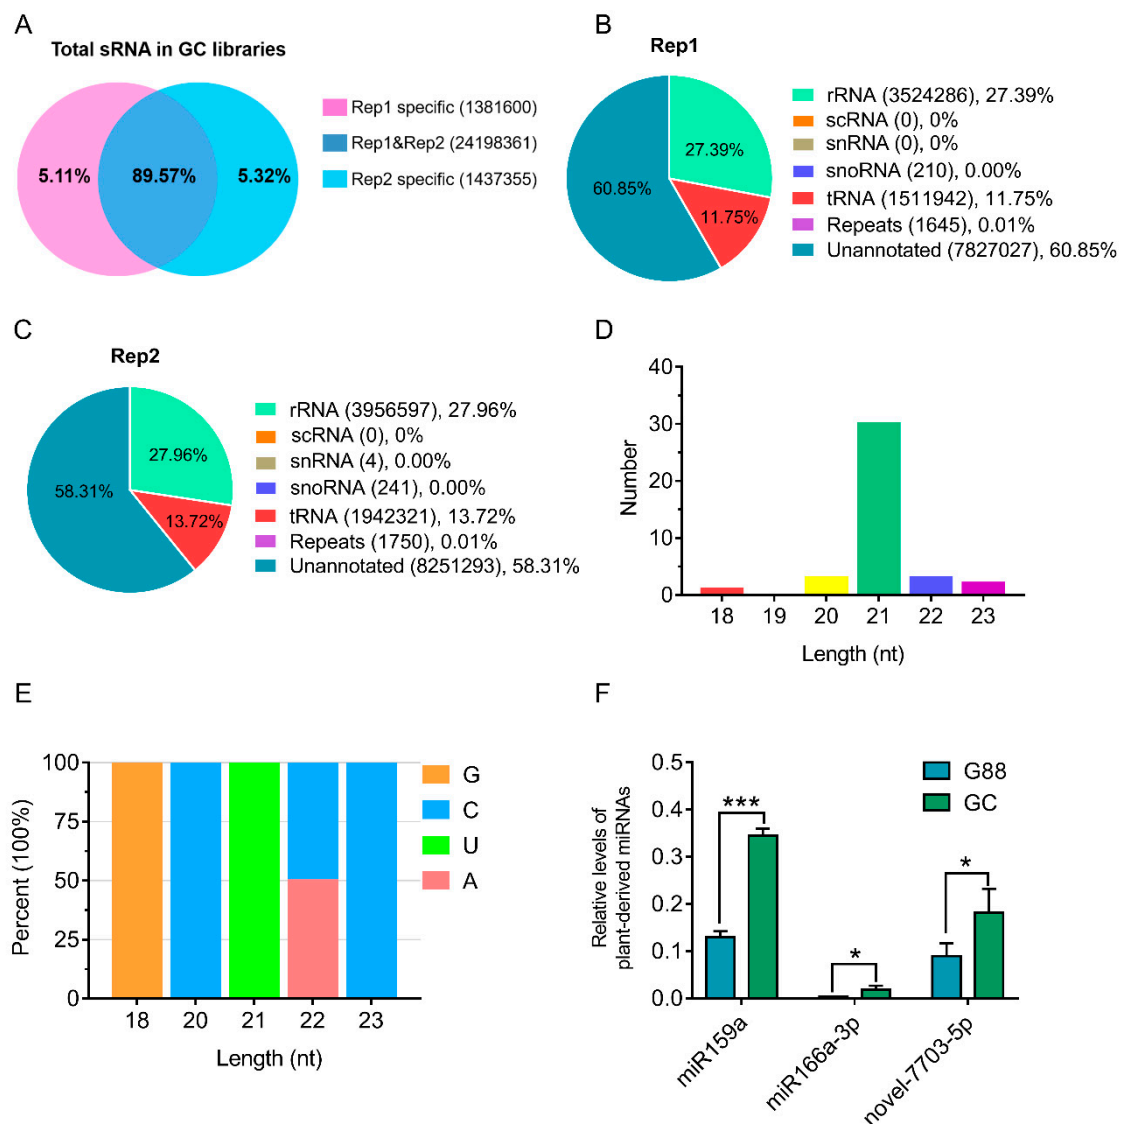 A
Total sRNA in GC libraries
5.11%
89.57%
5.32%
Rep1 specific (1381600)
Rep1&Rep2 (24198361)
Rep2 specific (1437355)
B
Rep1
27.39%
60.85%
11.75%
rRNA (3524286), 27.39%
scRNA (0), 0%
snRNA (0), 0%
snoRNA (210), 0.00%
tRNA (1511942), 11.75%
Repeats (1645), 0.01%
Unannotated (7827027), 60.85%
C
Rep2
27.96%
58.31%
13.72%
rRNA (3956597), 27.96%
scRNA (0), 0%
snRNA (4), 0.00%
snoRNA (241), 0.00%
tRNA (1942321), 13.72%
Repeats (1750), 0.01%
Unannotated (8251293), 58.31%
D
Number
40
30
20
10
0
18 19 20 21 22 23
Length (nt)
E
Percent (100%)
100
75
50
25
0
18 20 21 22 23
Length (nt)
G
C
U
A
F
Relative levels of
plant-derived miRNAs
0.5
0.4
0.3
0.2
0.1
0.0
***
*
*
G88
GC
miR159a
miR166a-3p
novel-7703-5p